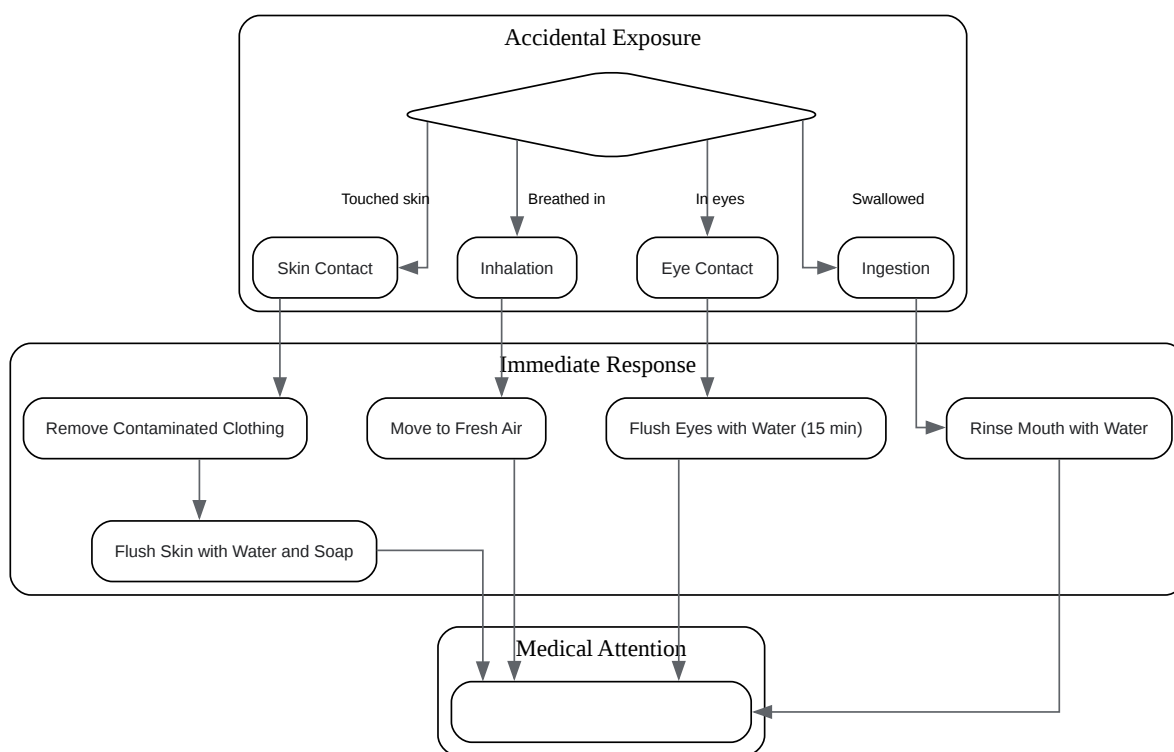 Accidental Exposure
Touched skin
Breathed in
In eyes
Swallowed
Skin Contact
Inhalation
Eye Contact
Ingestion
Immediate Response
Remove Contaminated Clothing
Move to Fresh Air
Flush Eyes with Water (15 min)
Rinse Mouth with Water
Flush Skin with Water and Soap
Medical Attention